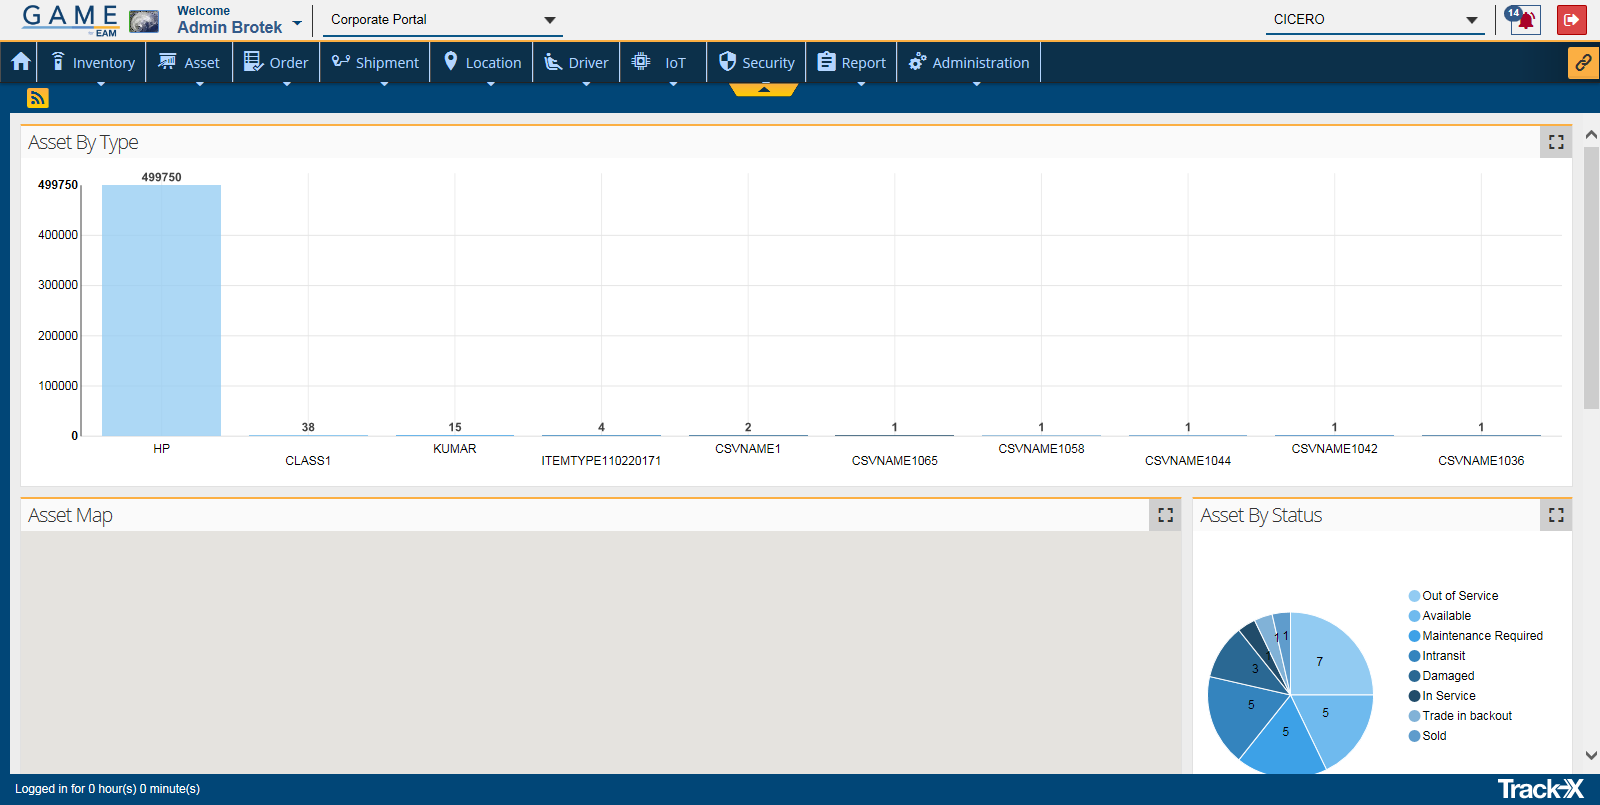 GAME
EAM
Welcome
Admin Brotek
Corporate Portal
CICERO
14
Inventory
Asset
Order
Shipment
Location
Driver
IoT
Security
Report
Administration
Asset By Type
499750
400000
300000
200000
100000
0
499750
38
15
4
2
1
1
1
1
1
HP
CLASS1
KUMAR
ITEMTYPE110220171
CSVNAME1
CSVNAME1065
CSVNAME1058
CSVNAME1044
CSVNAME1042
CSVNAME1036
Asset Map
Asset By Status
7
5
5
5
3
1
1
1
Out of Service
Available
Maintenance Required
Intransit
Damaged
In Service
Trade in backout
Sold
Logged in for 0 hour(s) 0 minute(s)
Track-X